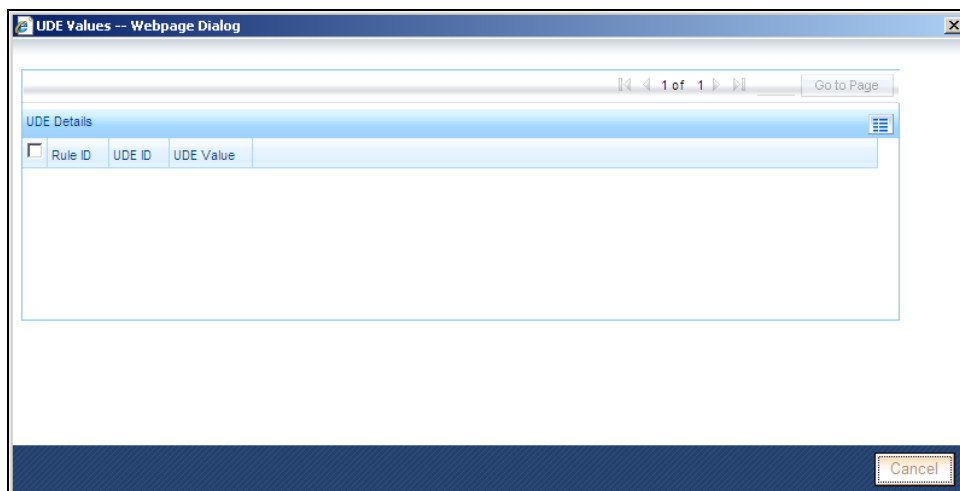 UDE Values -- Webpage Dialog
1 of 1 Go to Page
UDE Details
Rule ID UDE ID UDE Value
Cancel